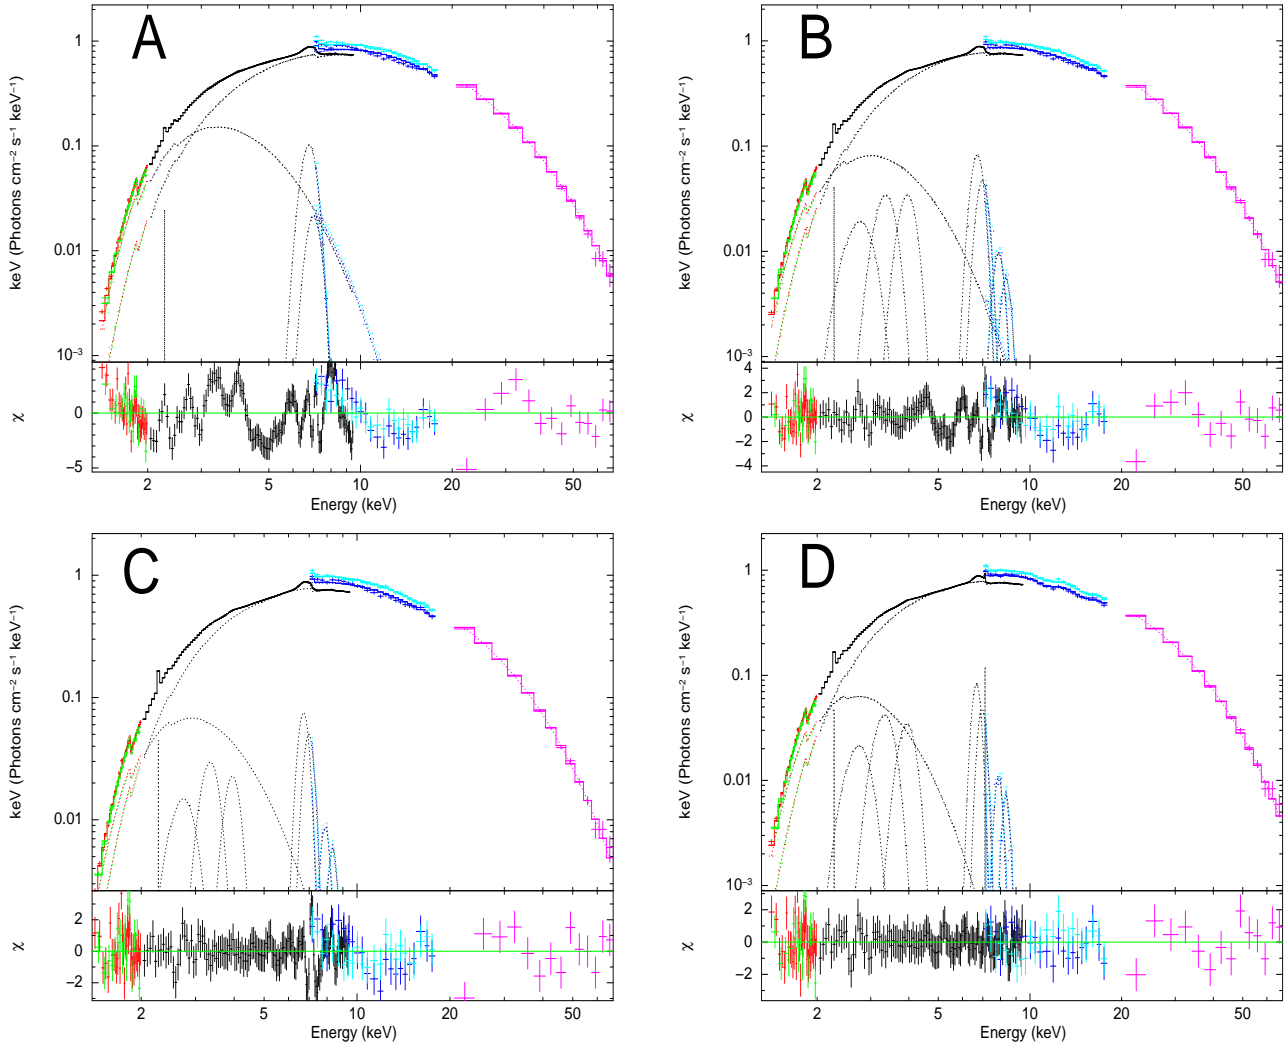 A
keV (Photons cm⁻² s⁻¹ keV⁻¹)
1
0.1
0.01
10⁻³
χ
0
−5
2 5 10 20 50
Energy (keV)
B
keV (Photons cm⁻² s⁻¹ keV⁻¹)
1
0.1
0.01
10⁻³
χ
4
2
0
−2
−4
2 5 10 20 50
Energy (keV)
C
keV (Photons cm⁻² s⁻¹ keV⁻¹)
1
0.1
0.01
χ
2
0
−2
2 5 10 20 50
Energy (keV)
D
keV (Photons cm⁻² s⁻¹ keV⁻¹)
1
0.1
0.01
10⁻³
χ
2
0
−2
2 5 10 20 50
Energy (keV)